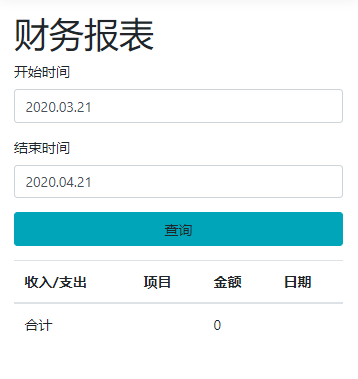 财务报表
开始时间
2020.03.21
结束时间
2020.04.21
查询
收入/支出 项目 金额 日期
合计 0